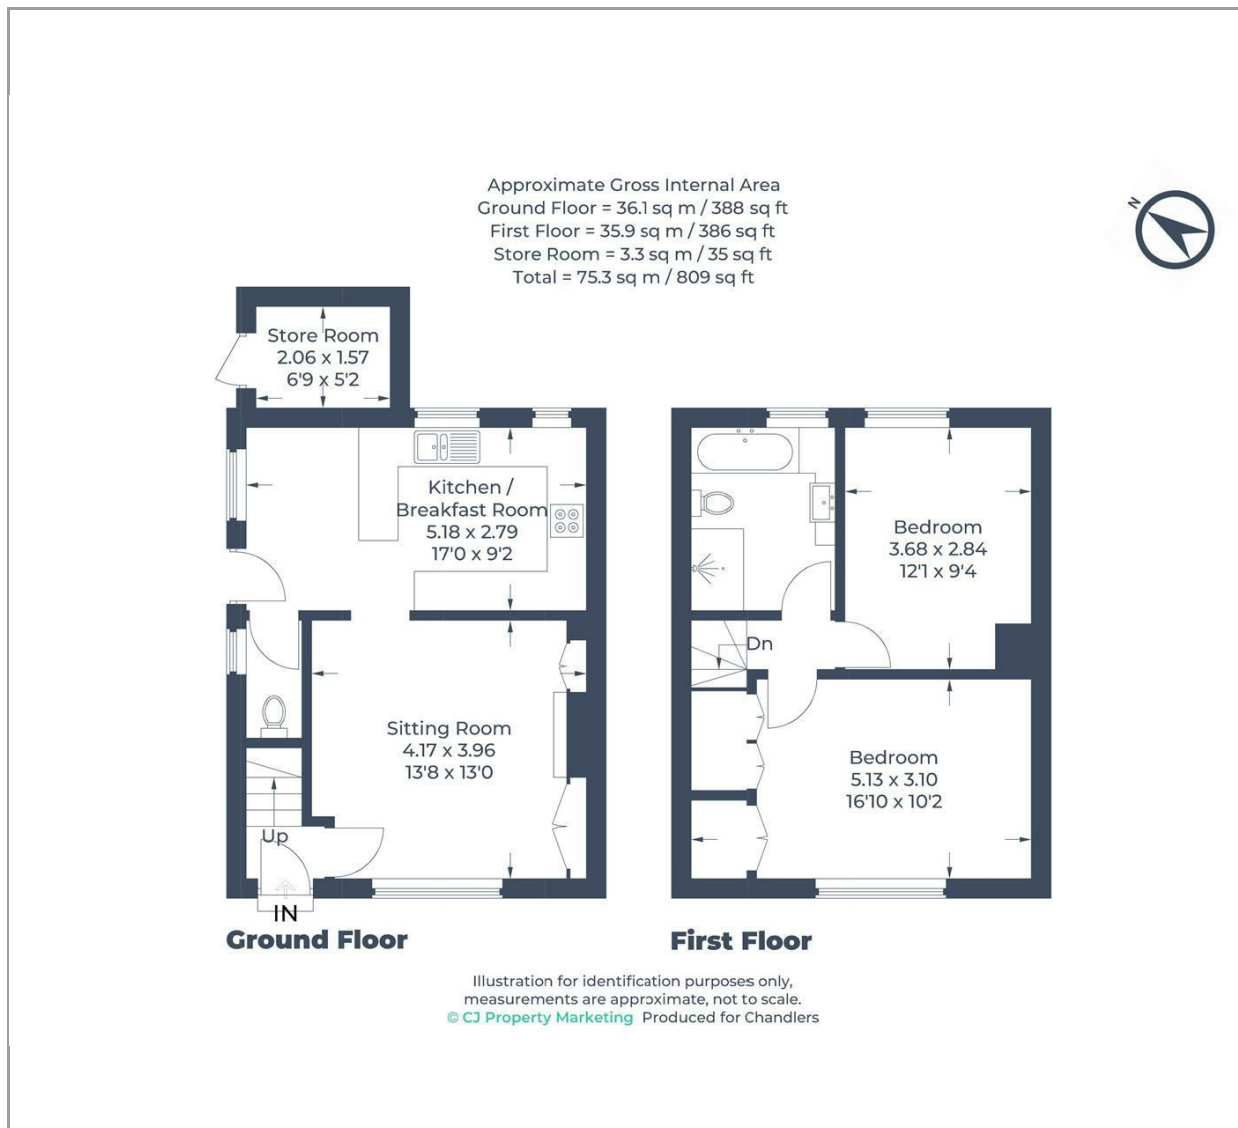 Approximate Gross Internal Area
Ground Floor = 36.1 sq m / 388 sq ft
First Floor = 35.9 sq m / 386 sq ft
Store Room = 3.3 sq m / 35 sq ft
Total = 75.3 sq m / 809 sq ft
N
Store Room
2.06 x 1.57
6'9 x 5'2
Kitchen /
Breakfast Room
5.18 x 2.79
17'0 x 9'2
Sitting Room
4.17 x 3.96
13'8 x 13'0
Up
IN
Ground Floor
Bedroom
3.68 x 2.84
12'1 x 9'4
Dn
Bedroom
5.13 x 3.10
16'10 x 10'2
First Floor
Illustration for identification purposes only,
measurements are approximate, not to scale.
© CJ Property Marketing Produced for Chandlers